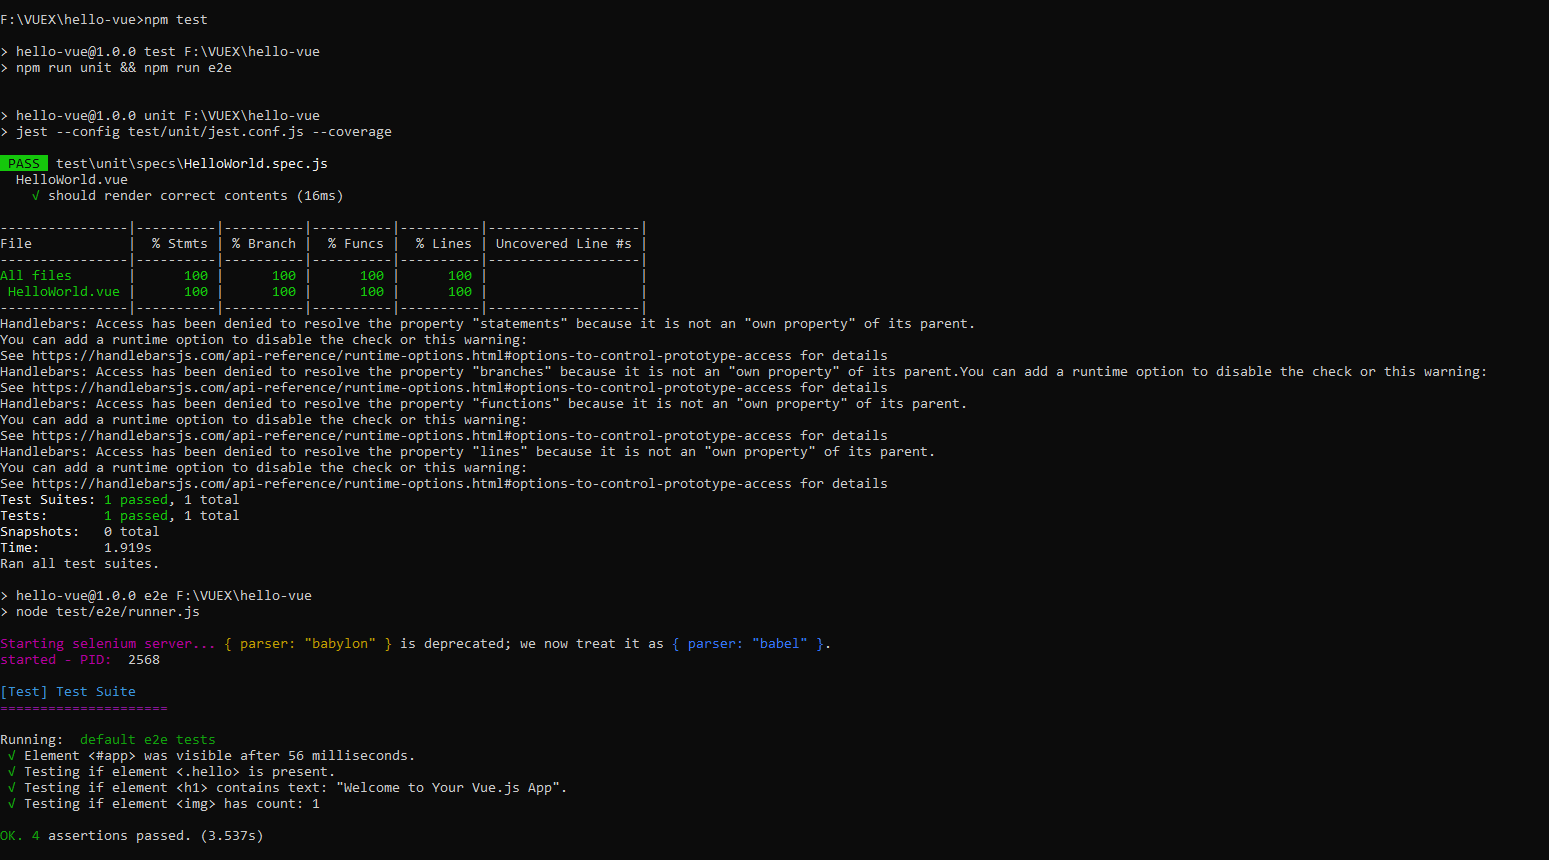 F:\VUEX\hello-vue>npm test
> hello-vue@1.0.0 test F:\VUEX\hello-vue
> npm run unit && npm run e2e
> hello-vue@1.0.0 unit F:\VUEX\hello-vue
> jest --config test/unit/jest.conf.js --coverage
PASS test\unit\specs\HelloWorld.spec.js
  HelloWorld.vue
    √ should render correct contents (16ms)
----------------|----------|----------|----------|----------|-------------------|
File            |  % Stmts | % Branch |  % Funcs |  % Lines | Uncovered Line #s |
----------------|----------|----------|----------|----------|-------------------|
All files       |      100 |      100 |      100 |      100 |                   |
 HelloWorld.vue |      100 |      100 |      100 |      100 |                   |
----------------|----------|----------|----------|----------|-------------------|
Handlebars: Access has been denied to resolve the property "statements" because it is not an "own property" of its parent.
You can add a runtime option to disable the check or this warning:
See https://handlebarsjs.com/api-reference/runtime-options.html#options-to-control-prototype-access for details
Handlebars: Access has been denied to resolve the property "branches" because it is not an "own property" of its parent.You can add a runtime option to disable the check or this warning:
See https://handlebarsjs.com/api-reference/runtime-options.html#options-to-control-prototype-access for details
Handlebars: Access has been denied to resolve the property "functions" because it is not an "own property" of its parent.
You can add a runtime option to disable the check or this warning:
See https://handlebarsjs.com/api-reference/runtime-options.html#options-to-control-prototype-access for details
Handlebars: Access has been denied to resolve the property "lines" because it is not an "own property" of its parent.
You can add a runtime option to disable the check or this warning:
See https://handlebarsjs.com/api-reference/runtime-options.html#options-to-control-prototype-access for details
Test Suites: 1 passed, 1 total
Tests:       1 passed, 1 total
Snapshots:   0 total
Time:        1.919s
Ran all test suites.
> hello-vue@1.0.0 e2e F:\VUEX\hello-vue
> node test/e2e/runner.js
Starting selenium server... { parser: "babylon" } is deprecated; we now treat it as { parser: "babel" }.
started - PID:  2568
[Test] Test Suite
=====================
Running:  default e2e tests
 √ Element <#app> was visible after 56 milliseconds.
 √ Testing if element <.hello> is present.
 √ Testing if element <h1> contains text: "Welcome to Your Vue.js App".
 √ Testing if element <img> has count: 1
OK. 4 assertions passed. (3.537s)